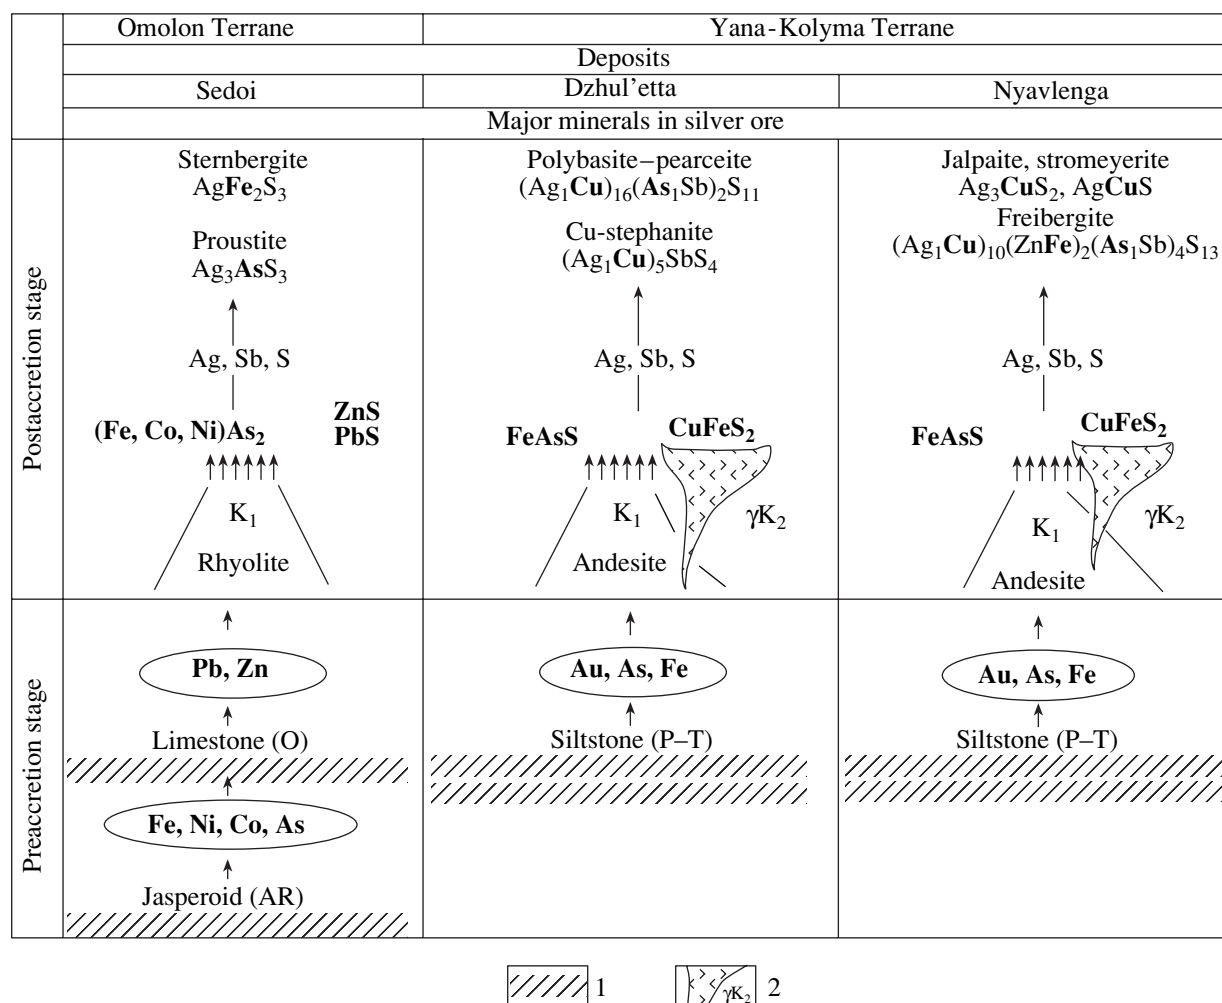 Omolon Terrane Yana-Kolyma Terrane
Deposits
Sedoi Dzhul'etta Nyavlenga
Major minerals in silver ore
Postaccretion stage
Sternbergite
AgFe₂S₃
Proustite
Ag₃AsS₃
Ag, Sb, S
(Fe, Co, Ni)As₂
ZnS
PbS
K₁
Rhyolite
Polybasite–pearceite
(Ag₁Cu)₁₆(As₁Sb)₂S₁₁
Cu-stephanite
(Ag₁Cu)₅SbS₄
Ag, Sb, S
FeAsS
CuFeS₂
K₁
γK₂
Andesite
Jalpaite, stromeyerite
Ag₃CuS₂, AgCuS
Freibergite
(Ag₁Cu)₁₀(ZnFe)₂(As₁Sb)₄S₁₃
Ag, Sb, S
FeAsS
CuFeS₂
K₁
γK₂
Andesite
Preaccretion stage
Pb, Zn
Limestone (O)
Fe, Ni, Co, As
Jasperoid (AR)
Au, As, Fe
Siltstone (P–T)
Au, As, Fe
Siltstone (P–T)
1
γK₂ 2